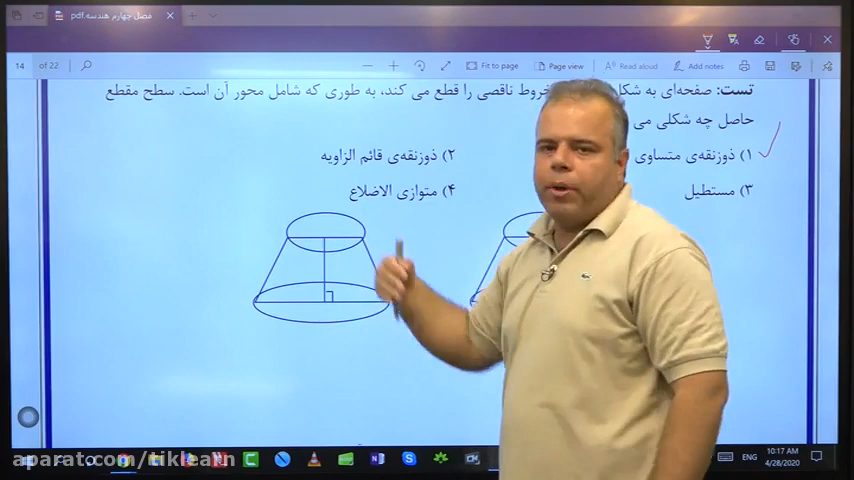 فصل چهارم هندسه.pdf
14 of 22
Fit to page
Page view
Read aloud
Add notes
تست: صفحه‌ای به شکل مخروط ناقصی را قطع می کند، به طوری که شامل محور آن است. سطح مقطع
حاصل چه شکلی می
۱) ذوزنقه‌ی متساوی
۲) ذوزنقه‌ی قائم الزاویه
۳) مستطیل
۴) متوازی الاضلاع
aparat.com/tiklearn
ENG
10:17 AM
4/28/2020